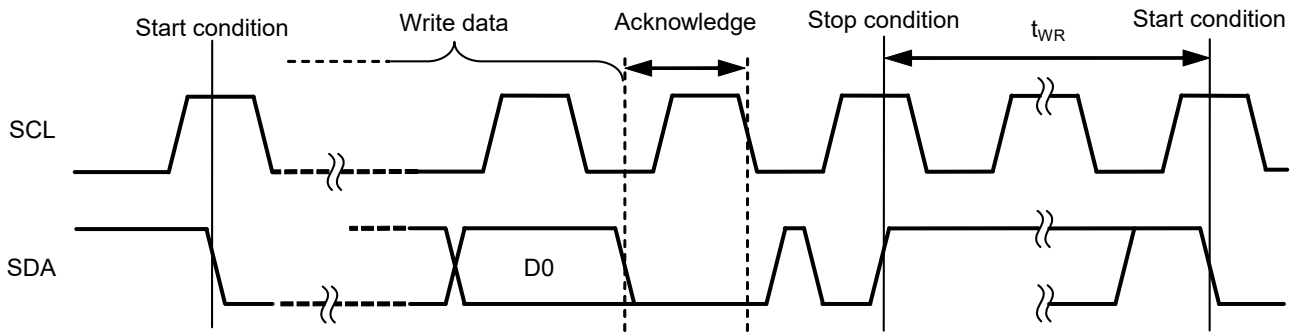 Start condition
Write data
Acknowledge
Stop condition
tWR
Start condition
SCL
SDA
D0